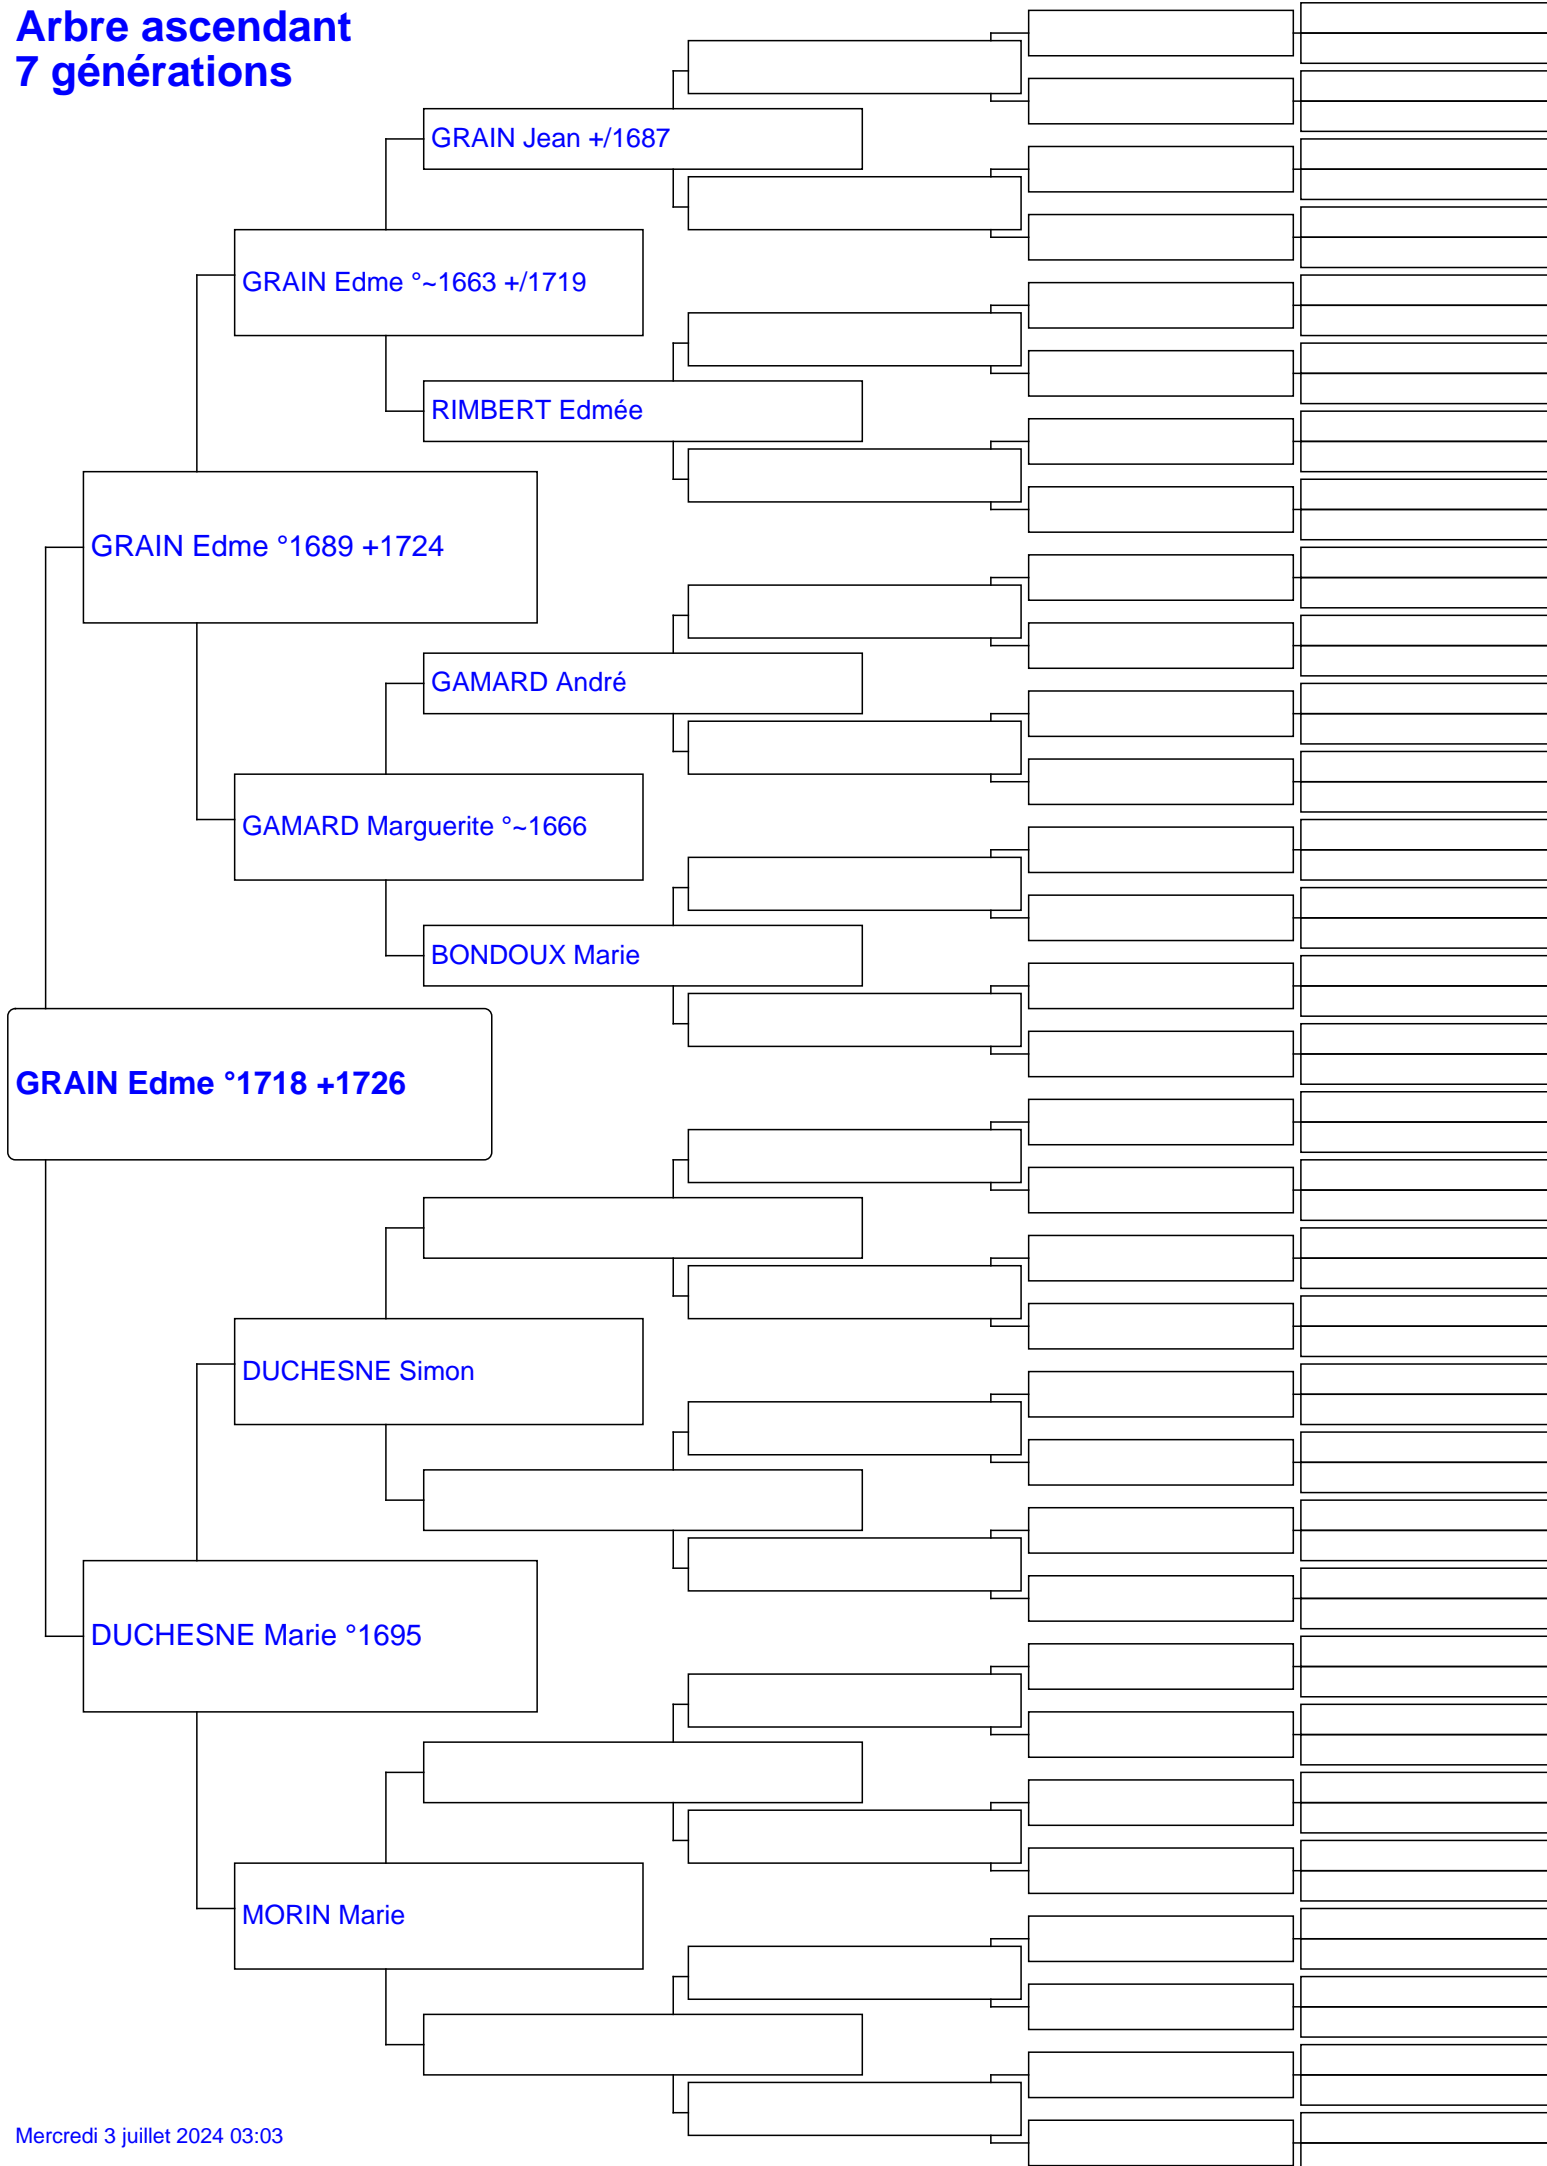 Arbre ascendant
7 générations
GRAIN Jean +/1687
GRAIN Edme °~1663 +/1719
RIMBERT Edmée
GRAIN Edme °1689 +1724
GAMARD André
GAMARD Marguerite °~1666
BONDOUX Marie
GRAIN Edme °1718 +1726
DUCHESNE Simon
DUCHESNE Marie °1695
MORIN Marie
Mercredi 3 juillet 2024 03:03